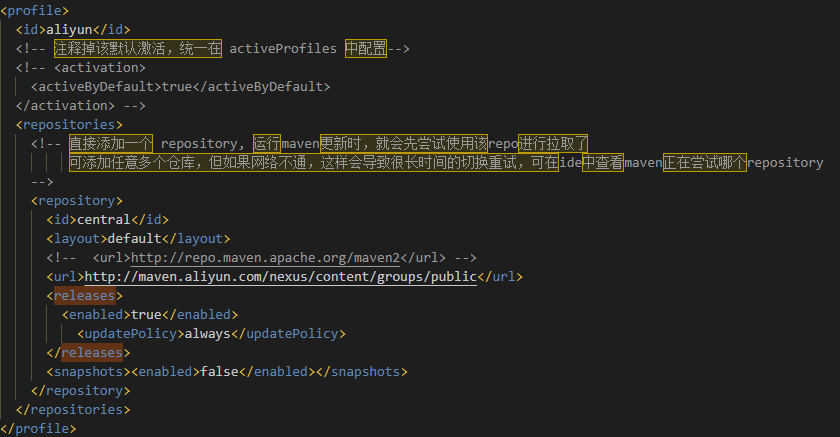 <profile>
<id>aliyun</id>
<!-- 注释掉该默认激活，统一在 activeProfiles 中配置-->
<!-- <activation>
<activeByDefault>true</activeByDefault>
</activation> -->
<repositories>
<!-- 直接添加一个 repository, 运行maven更新时，就会先尝试使用该repo进行拉取了
可添加任意多个仓库，但如果网络不通，这样会导致很长时间的切换重试，可在ide中查看maven正在尝试哪个repository
-->
<repository>
<id>central</id>
<layout>default</layout>
<!--  <url>http://repo.maven.apache.org/maven2</url> -->
<url>http://maven.aliyun.com/nexus/content/groups/public</url>
<releases>
<enabled>true</enabled>
<updatePolicy>always</updatePolicy>
</releases>
<snapshots><enabled>false</enabled></snapshots>
</repository>
</repositories>
</profile>